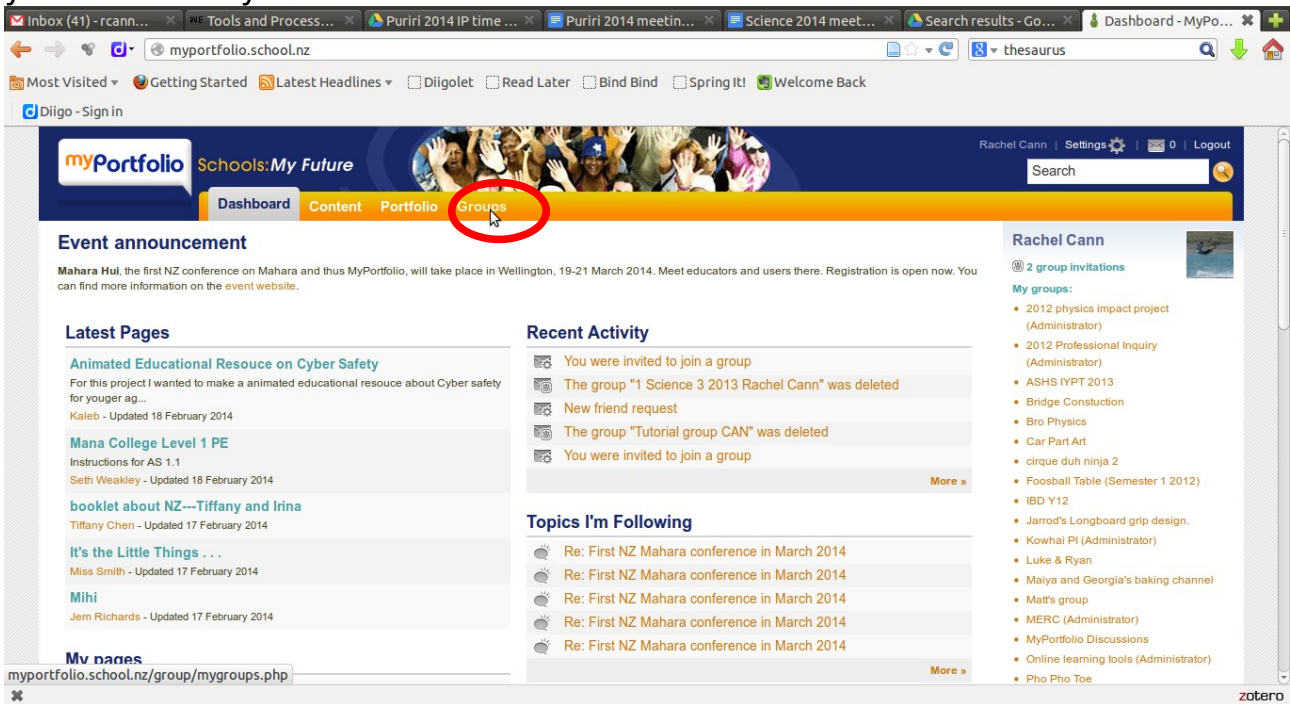 Inbox (41) - rcann... Tools and Process... Puriri 2014 IP time ... Puriri 2014 meetin... Science 2014 meet... Search results - Go... Dashboard - MyPo...
myportfolio.school.nz thesaurus
Most Visited Getting Started Latest Headlines Diigolet Read Later Bind Bind Spring It! Welcome Back
Diigo - Sign in
myPortfolio Schools:My Future
Rachel Cann | Settings | 0 | Logout
Search
Dashboard Content Portfolio Groups
Event announcement
Mahara Hui, the first NZ conference on Mahara and thus MyPortfolio, will take place in Wellington, 19-21 March 2014. Meet educators and users there. Registration is open now. You
can find more information on the event website.
Latest Pages
Animated Educational Resouce on Cyber Safety
For this project I wanted to make a animated educational resouce about Cyber safety
for youger ag...
Kaleb - Updated 18 February 2014
Mana College Level 1 PE
Instructions for AS 1.1
Seth Weakley - Updated 18 February 2014
booklet about NZ---Tiffany and Irina
Tiffany Chen - Updated 17 February 2014
It's the Little Things . . .
Miss Smith - Updated 17 February 2014
Mihi
Jem Richards - Updated 17 February 2014
My pages
Recent Activity
You were invited to join a group
The group "1 Science 3 2013 Rachel Cann" was deleted
New friend request
The group "Tutorial group CAN" was deleted
You were invited to join a group
More »
Topics I'm Following
Re: First NZ Mahara conference in March 2014
Re: First NZ Mahara conference in March 2014
Re: First NZ Mahara conference in March 2014
Re: First NZ Mahara conference in March 2014
Re: First NZ Mahara conference in March 2014
More »
Rachel Cann
2 group invitations
My groups:
2012 physics impact project
(Administrator)
2012 Professional Inquiry
(Administrator)
ASHS IYPT 2013
Bridge Constuction
Bro Physics
Car Part Art
cirque duh ninja 2
Foosball Table (Semester 1 2012)
IBD Y12
Jarrod's Longboard grip design.
Kowhai PI (Administrator)
Luke & Ryan
Maiya and Georgia's baking channel
Matt's group
MERC (Administrator)
MyPortfolio Discussions
Online learning tools (Administrator)
Pho Pho Toe
myportfolio.school.nz/group/mygroups.php
zotero